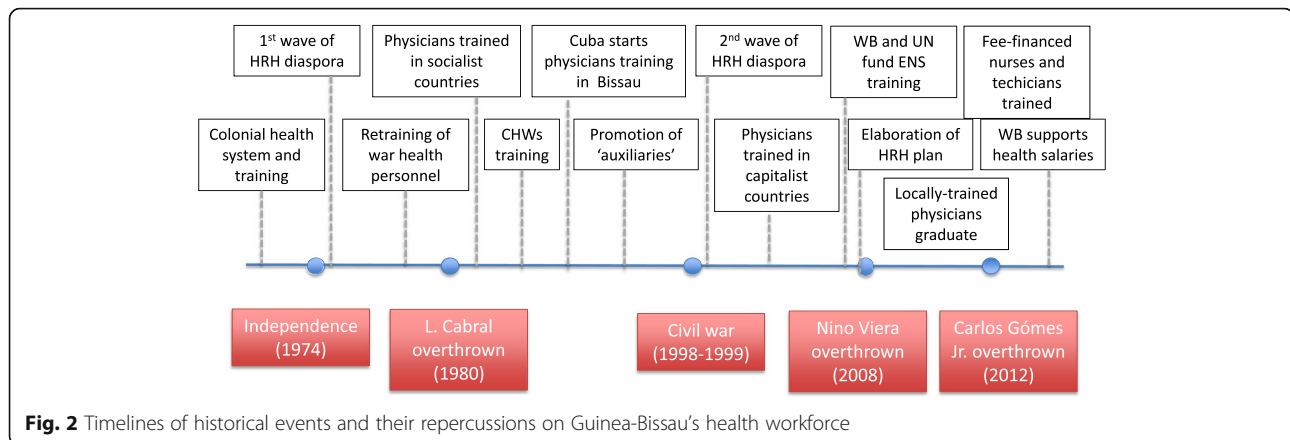 1st wave of
HRH diaspora
Physicians trained
in socialist
countries
Cuba starts
physicians training
in Bissau
2nd wave of
HRH diaspora
WB and UN
fund ENS
training
Fee-financed
nurses and
techicians
trained
Colonial health
system and
training
Retraining of
war health
personnel
CHWs
training
Promotion of
'auxiliaries'
Physicians
trained in
capitalist
countries
Elaboration of
HRH plan
WB supports
health salaries
Locally-trained
physicians
graduate
Independence
(1974)
L. Cabral
overthrown
(1980)
Civil war
(1998-1999)
Nino Viera
overthrown
(2008)
Carlos Gómes
Jr. overthrown
(2012)
Fig. 2 Timelines of historical events and their repercussions on Guinea-Bissau's health workforce